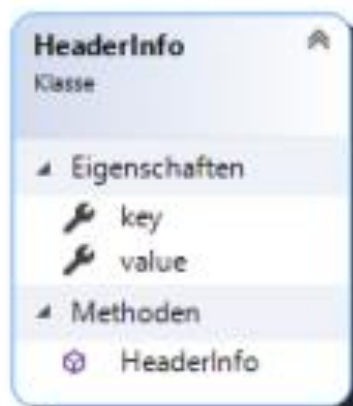 HeaderInfo
Klasse
Eigenschaften
key
value
Methoden
HeaderInfo